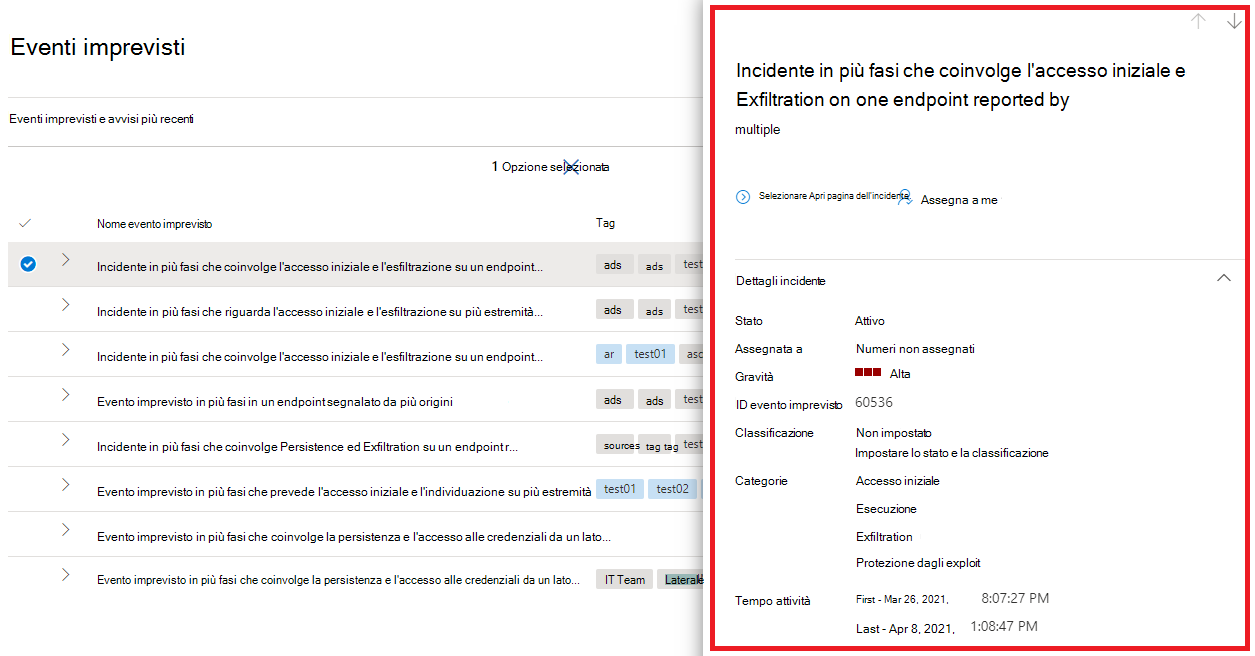 Eventi imprevisti
Eventi imprevisti e avvisi più recenti
1 Opzione selezionata
Nome evento imprevisto Tag
Incidente in più fasi che coinvolge l'accesso iniziale e l'esfiltrazione su un endpoint... ads ads test
Incidente in più fasi che riguarda l'accesso iniziale e l'esfiltrazione su più estremità... ads ads test
Incidente in più fasi che coinvolge l'accesso iniziale e l'esfiltrazione su un endpoint... ar test01 asc
Evento imprevisto in più fasi in un endpoint segnalato da più origini ads ads test
Incidente in più fasi che coinvolge Persistence ed Exfiltration su un endpoint r... sources tag tag test
Evento imprevisto in più fasi che prevede l'accesso iniziale e l'individuazione su più estremità test01 test02
Evento imprevisto in più fasi che coinvolge la persistenza e l'accesso alle credenziali da un lato...
Evento imprevisto in più fasi che coinvolge la persistenza e l'accesso alle credenziali da un lato... IT Team Laterale
Incidente in più fasi che coinvolge l'accesso iniziale e
Exfiltration on one endpoint reported by
multiple
Selezionare Apri pagina dell'incidente Assegna a me
Dettagli incidente
Stato Attivo
Assegnata a Numeri non assegnati
Gravità Alta
ID evento imprevisto 60536
Classificazione Non impostato
Impostare lo stato e la classificazione
Categorie Accesso iniziale
Esecuzione
Exfiltration
Protezione dagli exploit
Tempo attività First - Mar 26, 2021, 8:07:27 PM
Last - Apr 8, 2021, 1:08:47 PM